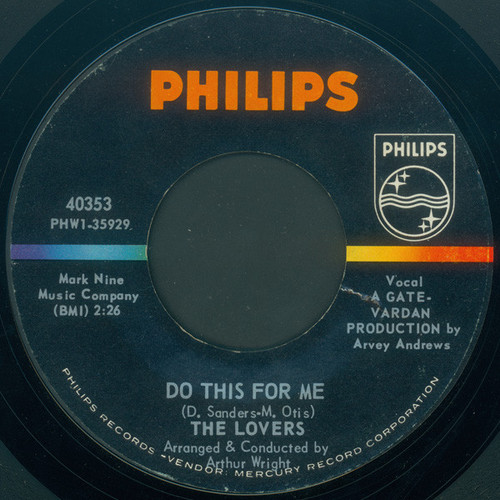 PHILIPS
PHILIPS
40353
PHW1-35929
Mark Nine
Music Company
(BMI) 2:26
Vocal
A GATE-
VARDAN
PRODUCTION by
Arvey Andrews
DO THIS FOR ME
(D. Sanders-M. Otis)
THE LOVERS
Arranged & Conducted by
Arthur Wright
PHILIPS RECORDS "VENDOR: MERCURY RECORD CORPORATION